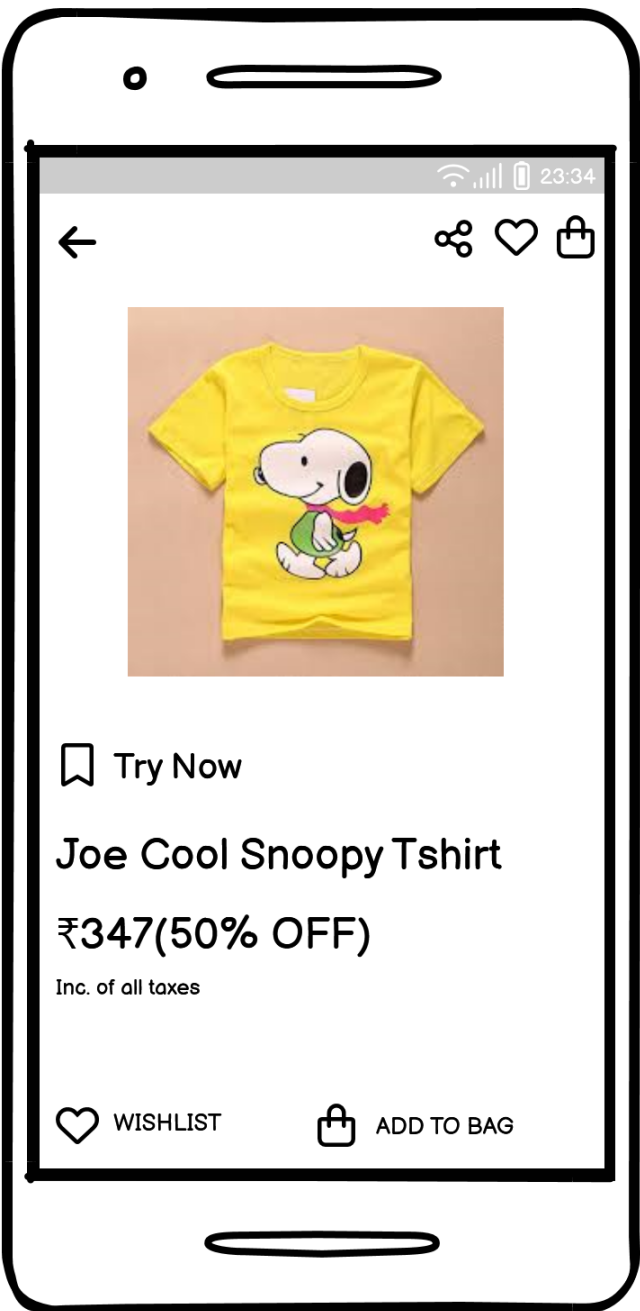 23:34
Try Now
Joe Cool Snoopy Tshirt
₹347(50% OFF)
Inc. of all taxes
WISHLIST
ADD TO BAG